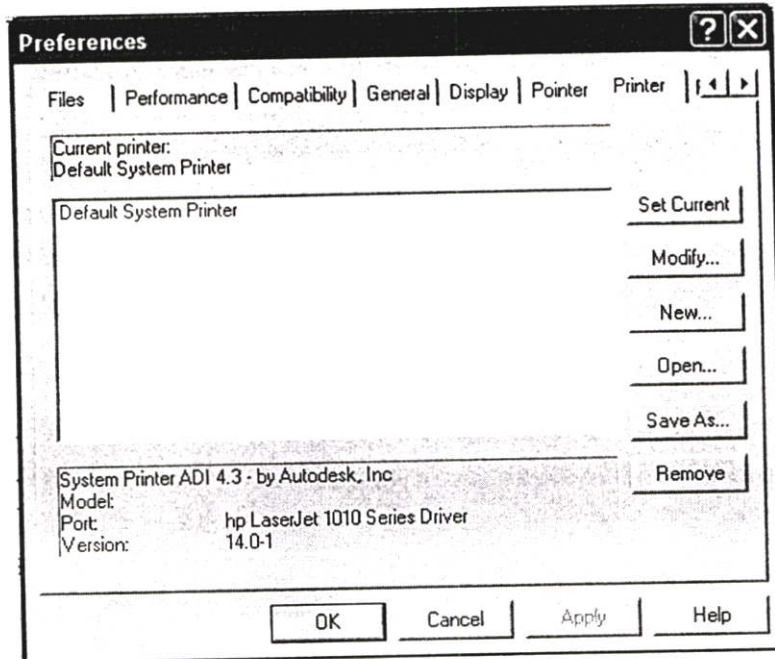 Preferences
Files Performance Compatibility General Display Pointer Printer
Current printer:
Default System Printer
Default System Printer
Set Current
Modify...
New...
Open...
Save As...
Remove
System Printer ADI 4.3 - by Autodesk, Inc
Model:
Port: hp LaserJet 1010 Series Driver
Version: 14.0-1
OK Cancel Apply Help